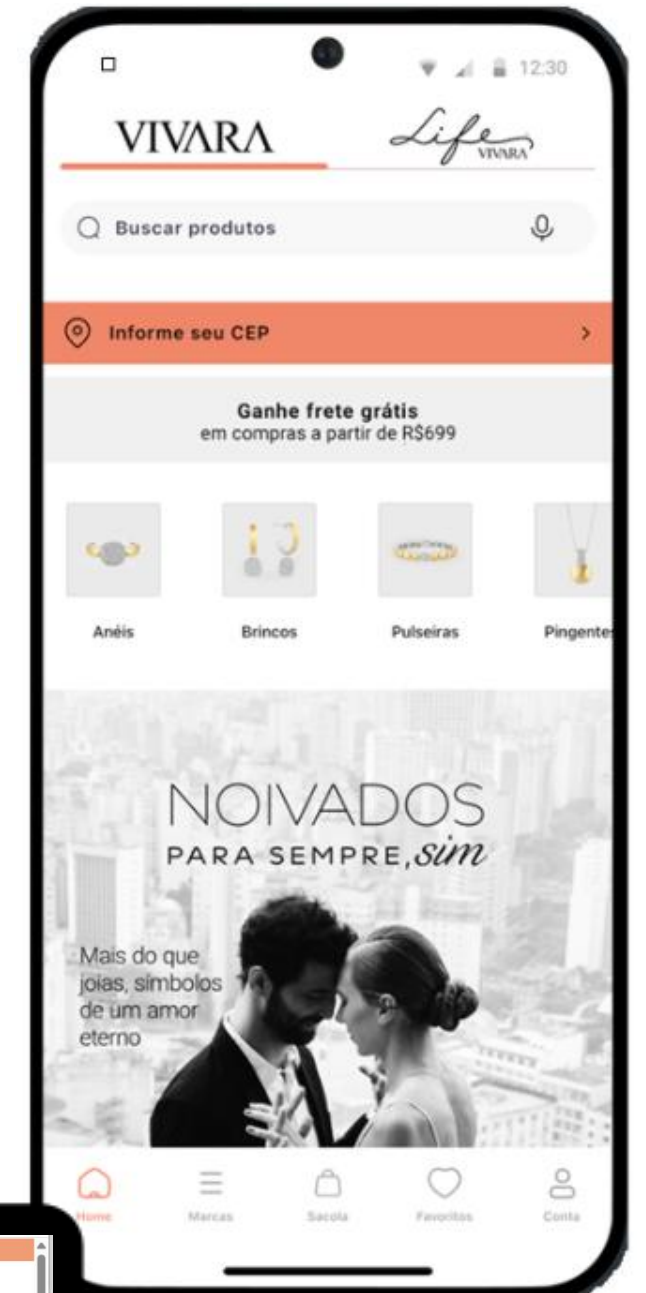 12:30
VIVARA
Life
VIVARA
Buscar produtos
Informe seu CEP
Ganhe frete grátis
em compras a partir de R$699
Anéis Brincos Pulseiras Pingente
NOIVADOS
PARA SEMPRE, sim
Mais do que
joias, símbolos
de um amor
eterno
Home Marcas Sacola Favoritos Conta